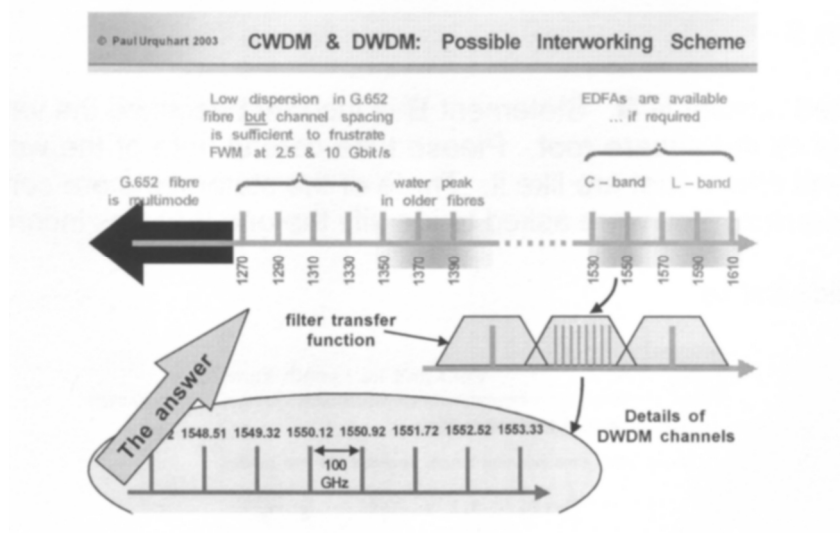 © Paul Urquhart 2003 CWDM & DWDM: Possible Interworking Scheme
Low dispersion in G.652
fibre but channel spacing
is sufficient to frustrate
FWM at 2.5 & 10 Gbit/s
EDFAs are available
... if required
G.652 fibre
is multimode
water peak
in older fibres
C - band L - band
1270 1290 1310 1330 1350 1370 1390 1530 1550 1570 1590 1610
filter transfer
function
The answer
1548.51 1549.32 1550.12 1550.92 1551.72 1552.52 1553.33
100
GHz
Details of
DWDM channels